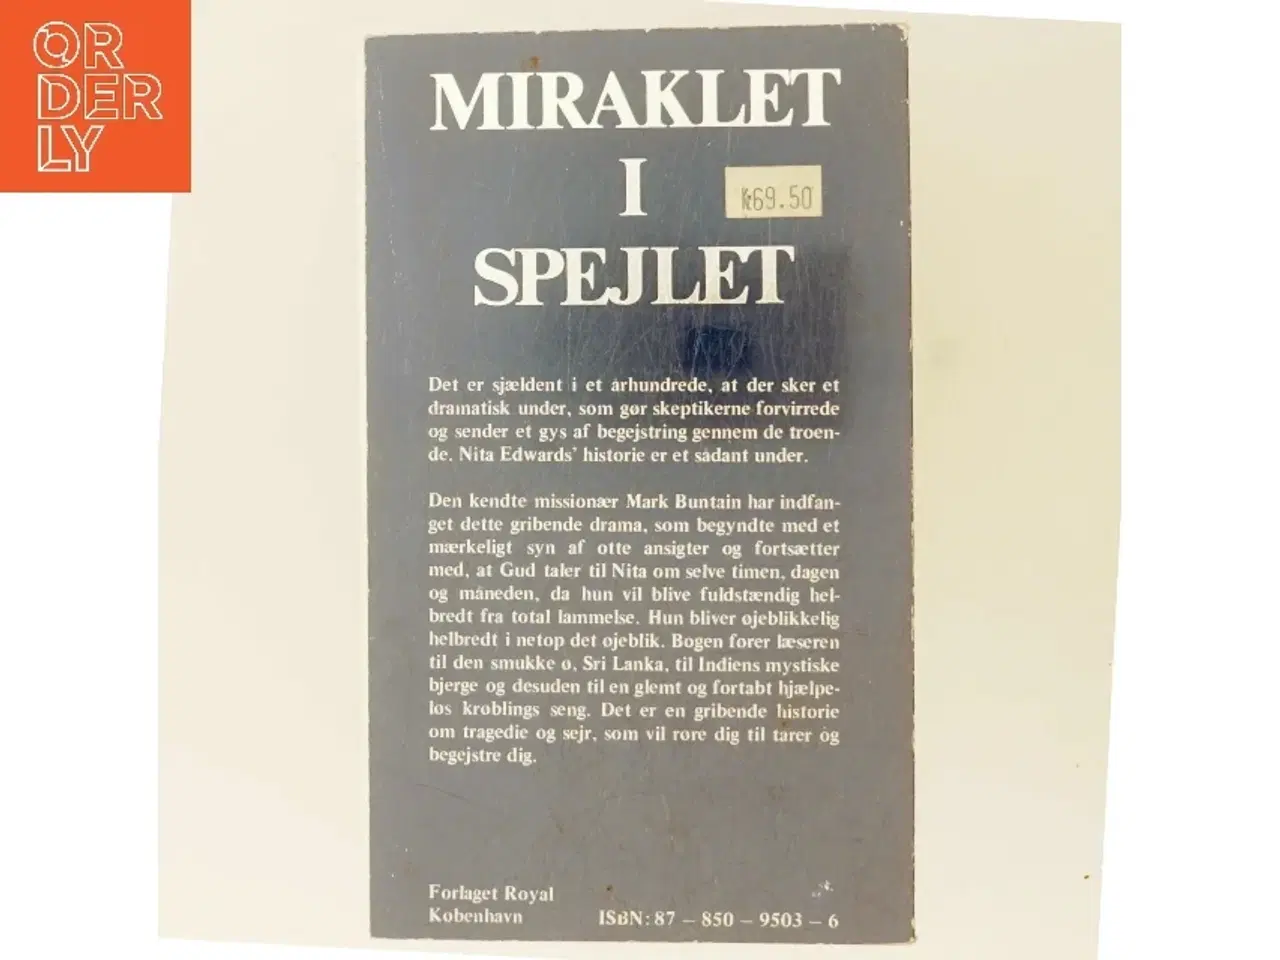 ORDERLY
MIRAKLET
I
k69.50
SPEJLET
Det er sjældent i et århundrede, at der sker et
dramatisk under, som gør skeptikerne forvirrede
og sender et gys af begejstring gennem de troen-
de. Nita Edwards' historie er et sådant under.
Den kendte missionær Mark Buntain har indfan-
get dette gribende drama, som begyndte med et
mærkeligt syn af otte ansigter og fortsætter
med, at Gud taler til Nita om selve timen, dagen
og måneden, da hun vil blive fuldstændig hel-
bredt fra total lammelse. Hun bliver øjeblikkelig
helbredt i netop det øjeblik. Bogen fører læseren
til den smukke ø, Sri Lanka, til Indiens mystiske
bjerge og desuden til en glemt og fortabt hjælpe-
løs krøblings seng. Det er en gribende historie
om tragedie og sejr, som vil røre dig til tårer og
begejstre dig.
Forlaget Royal
København
ISBN: 87 – 850 – 9503 – 6